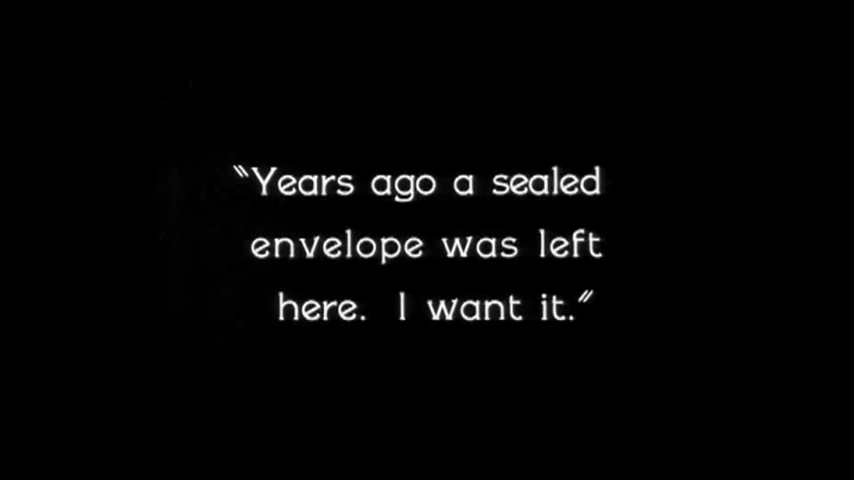 "Years ago a sealed
envelope was left
here. I want it."